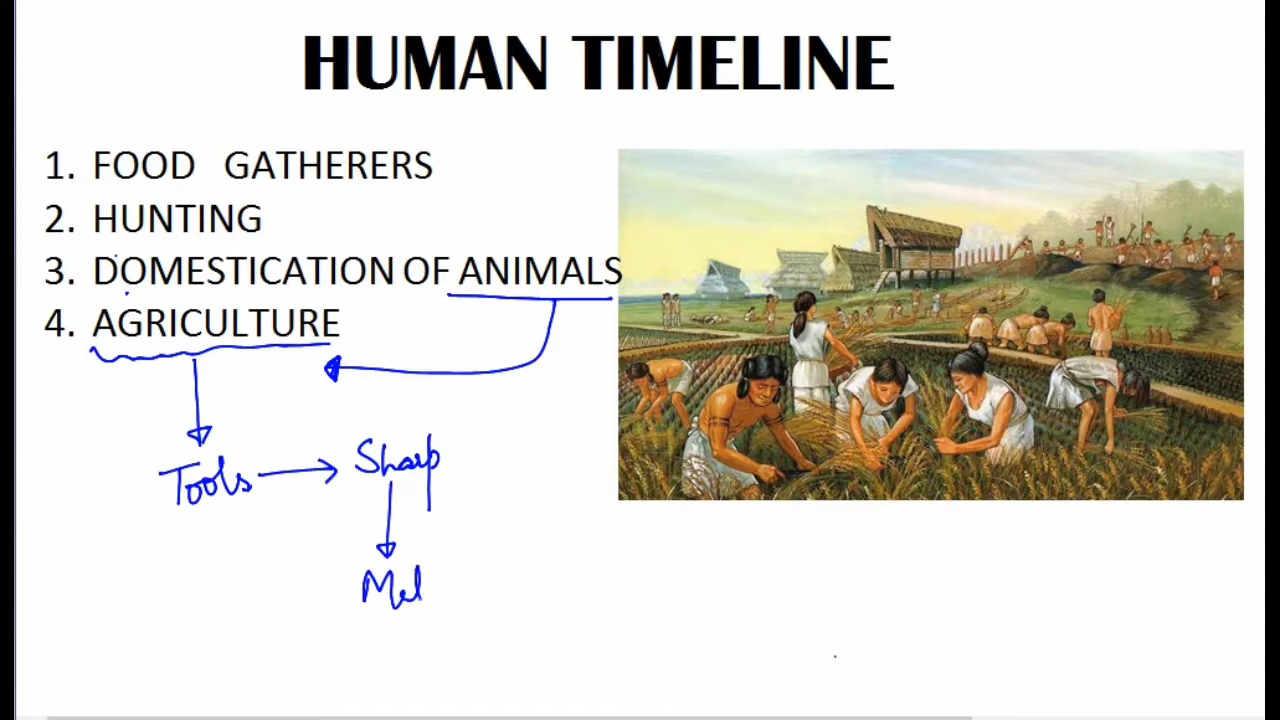 HUMAN TIMELINE
1. FOOD GATHERERS
2. HUNTING
3. DOMESTICATION OF ANIMALS
4. AGRICULTURE
Tools → Sharp
Mel